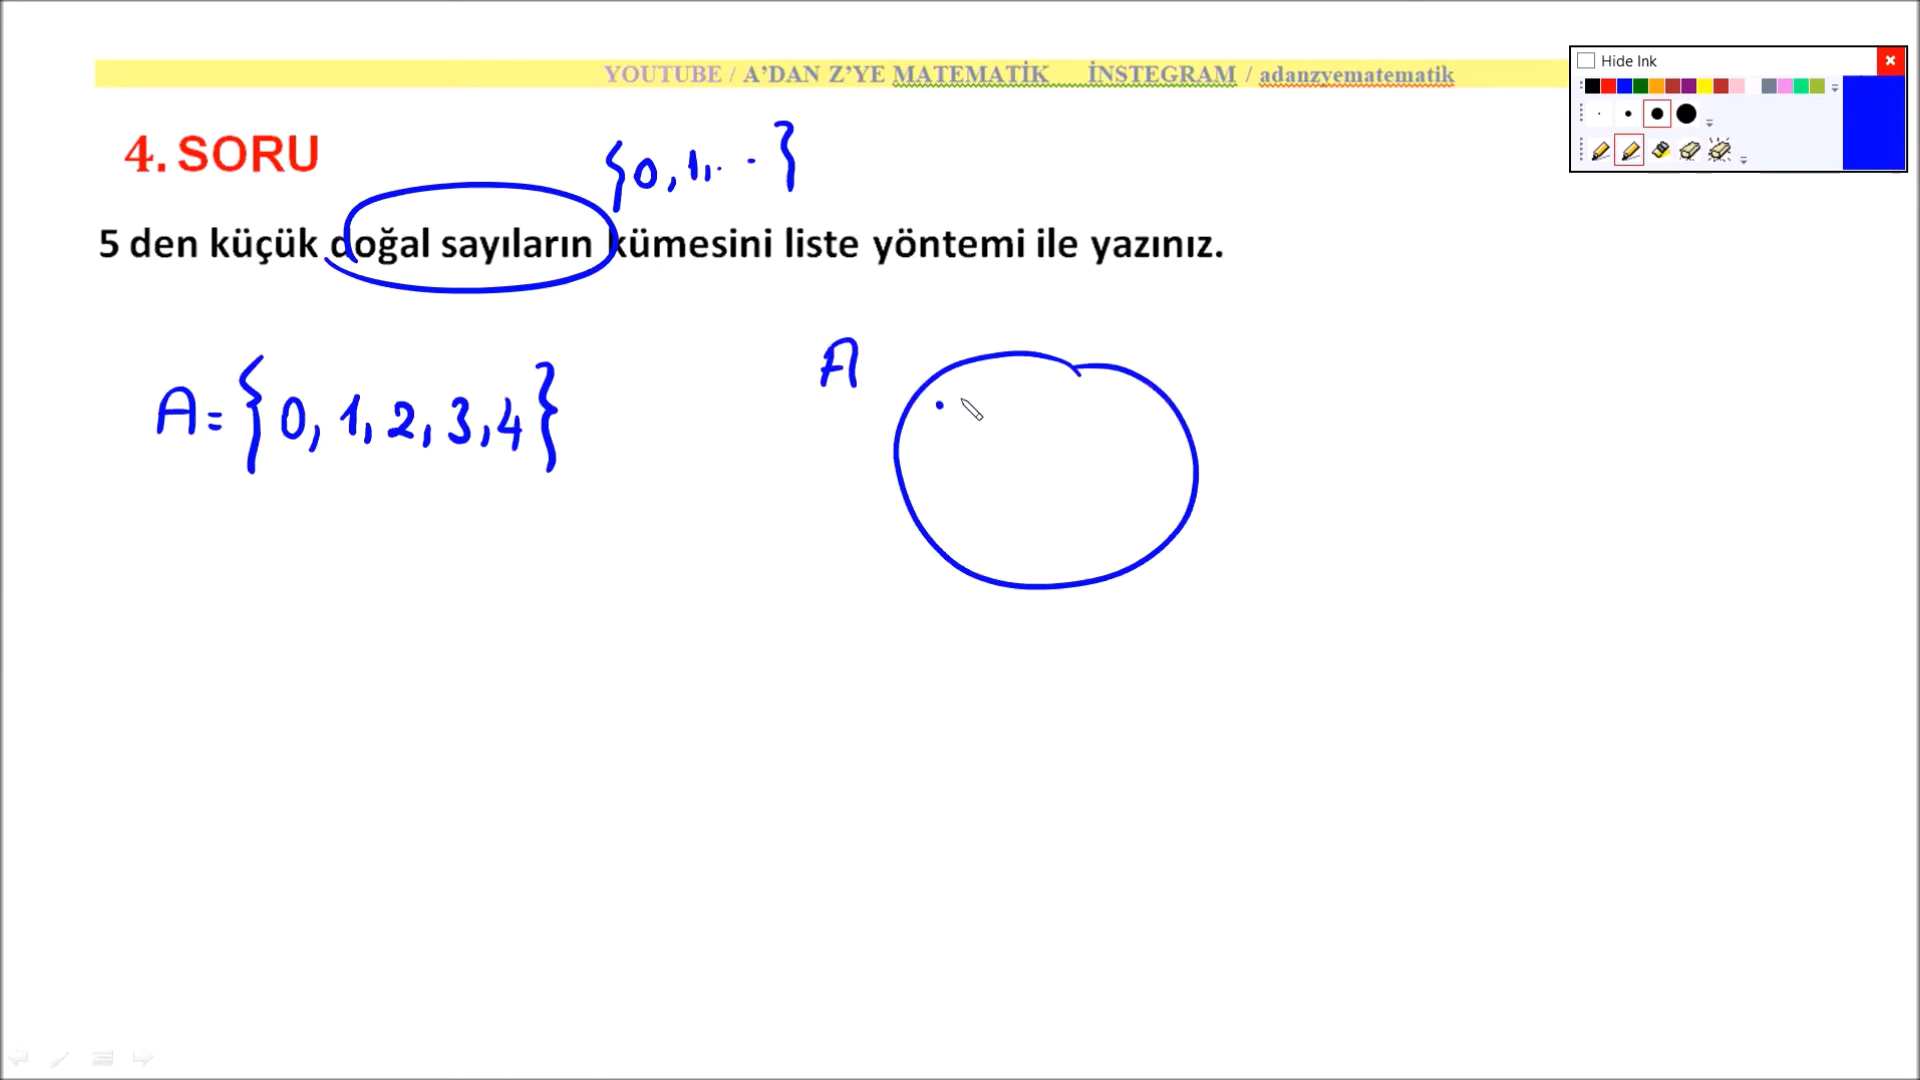 Hide Ink
YOUTUBE / A’DAN Z’YE MATEMATİK İNSTEGRAM / adanzyematematik
4. SORU
{0, 1, . . }
5 den küçük doğal sayıların kümesini liste yöntemi ile yazınız.
A
A = {0, 1, 2, 3, 4}